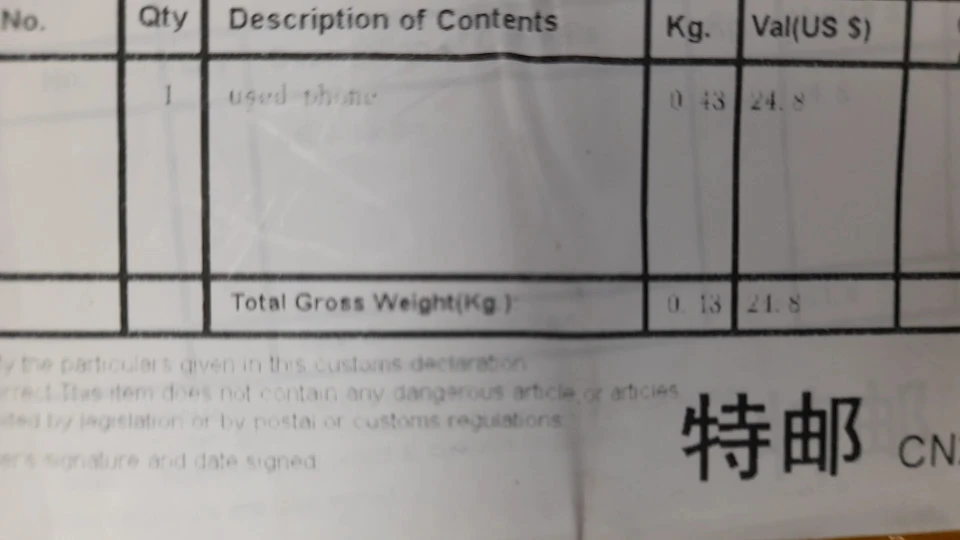 No. Qty Description of Contents Kg. Val(US $)
1 used phone 0.43 24.8
Total Gross Weight(Kg.) 0.43 24.8
the particulars given in this customs declaration
This item does not contain any dangerous article or articles
by legislation or by postal or customs regulations
signature and date signed
特邮 CN